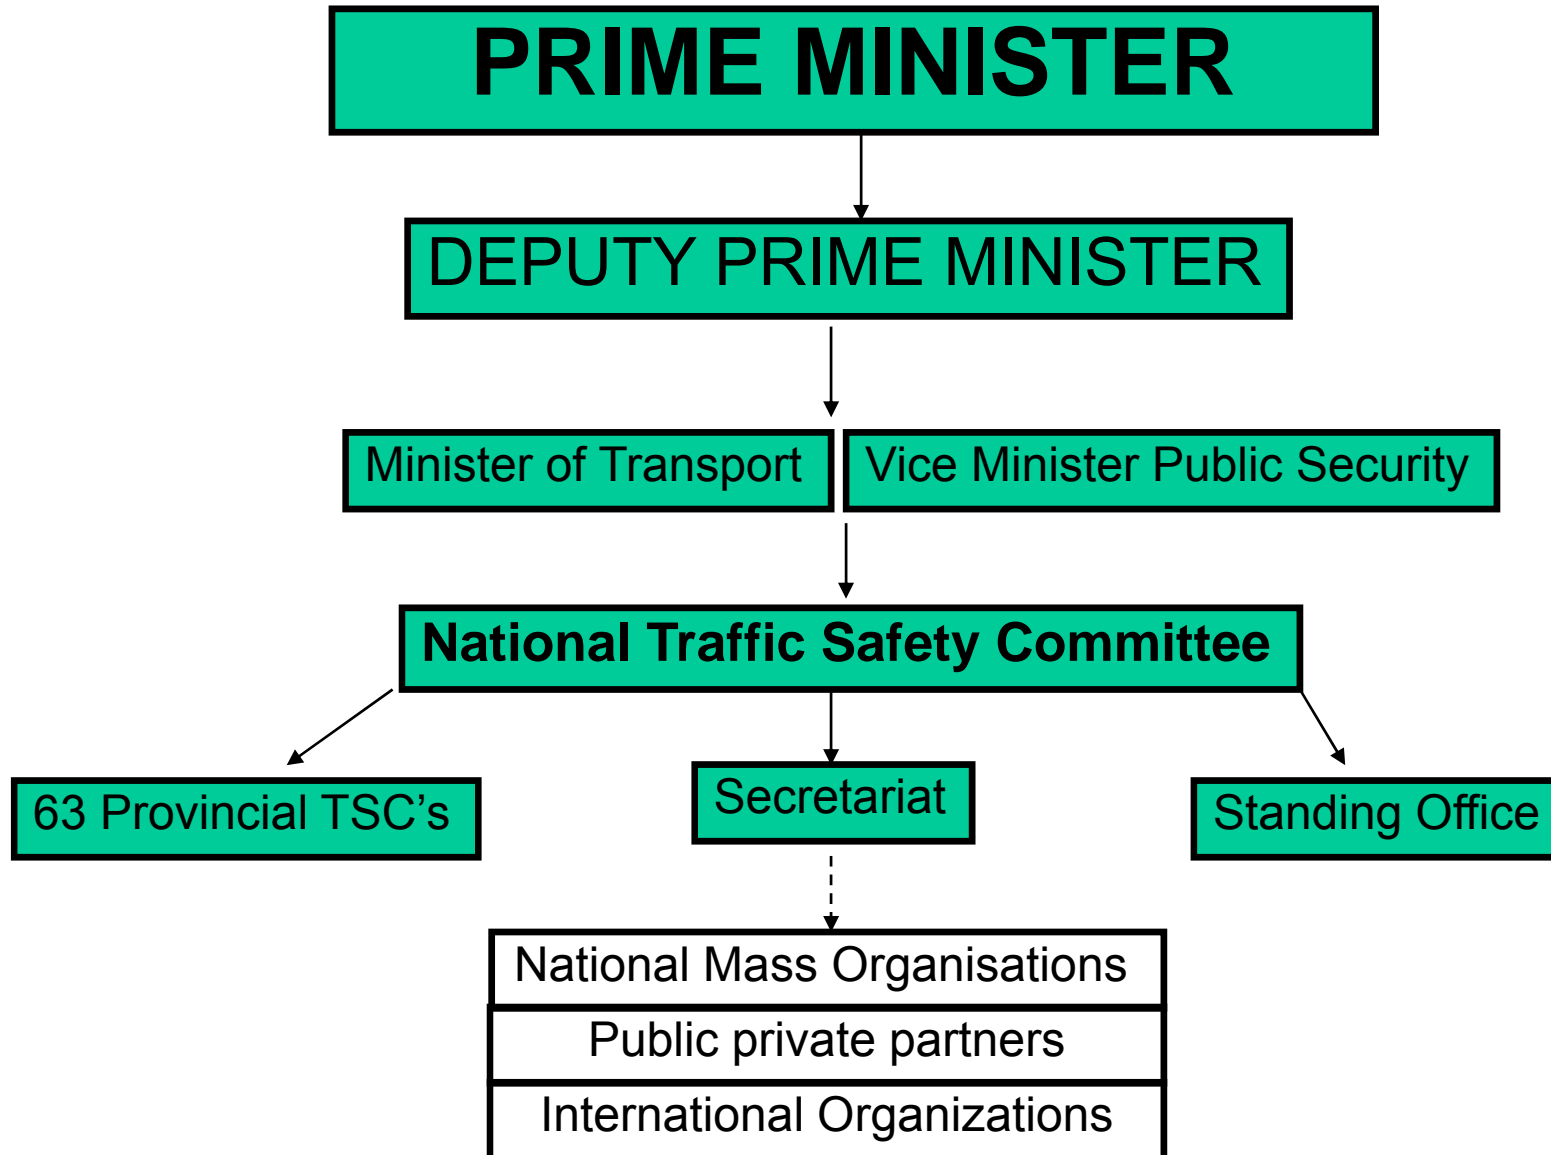 PRIME MINISTER
DEPUTY PRIME MINISTER
Minister of Transport
Vice Minister Public Security
National Traffic Safety Committee
63 Provincial TSC’s
Secretariat
Standing Office
National Mass Organisations
Public private partners
International Organizations